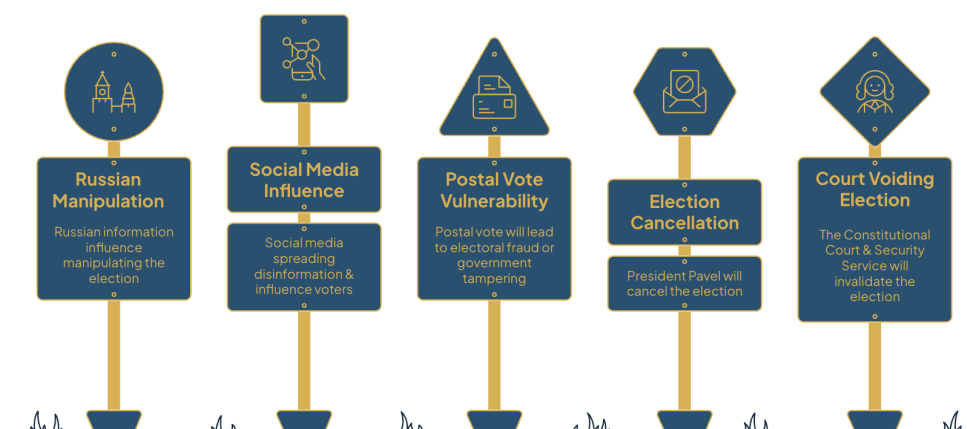 Russian
Manipulation
Russian information
influence
manipulating the
election
Social Media
Influence
Social media
spreading
disinformation &
influence voters
Postal Vote
Vulnerability
Postal vote will lead
to electoral fraud or
government
tampering
Election
Cancellation
President Pavel will
cancel the election
Court Voiding
Election
The Constitutional
Court & Security
Service will
invalidate the
election